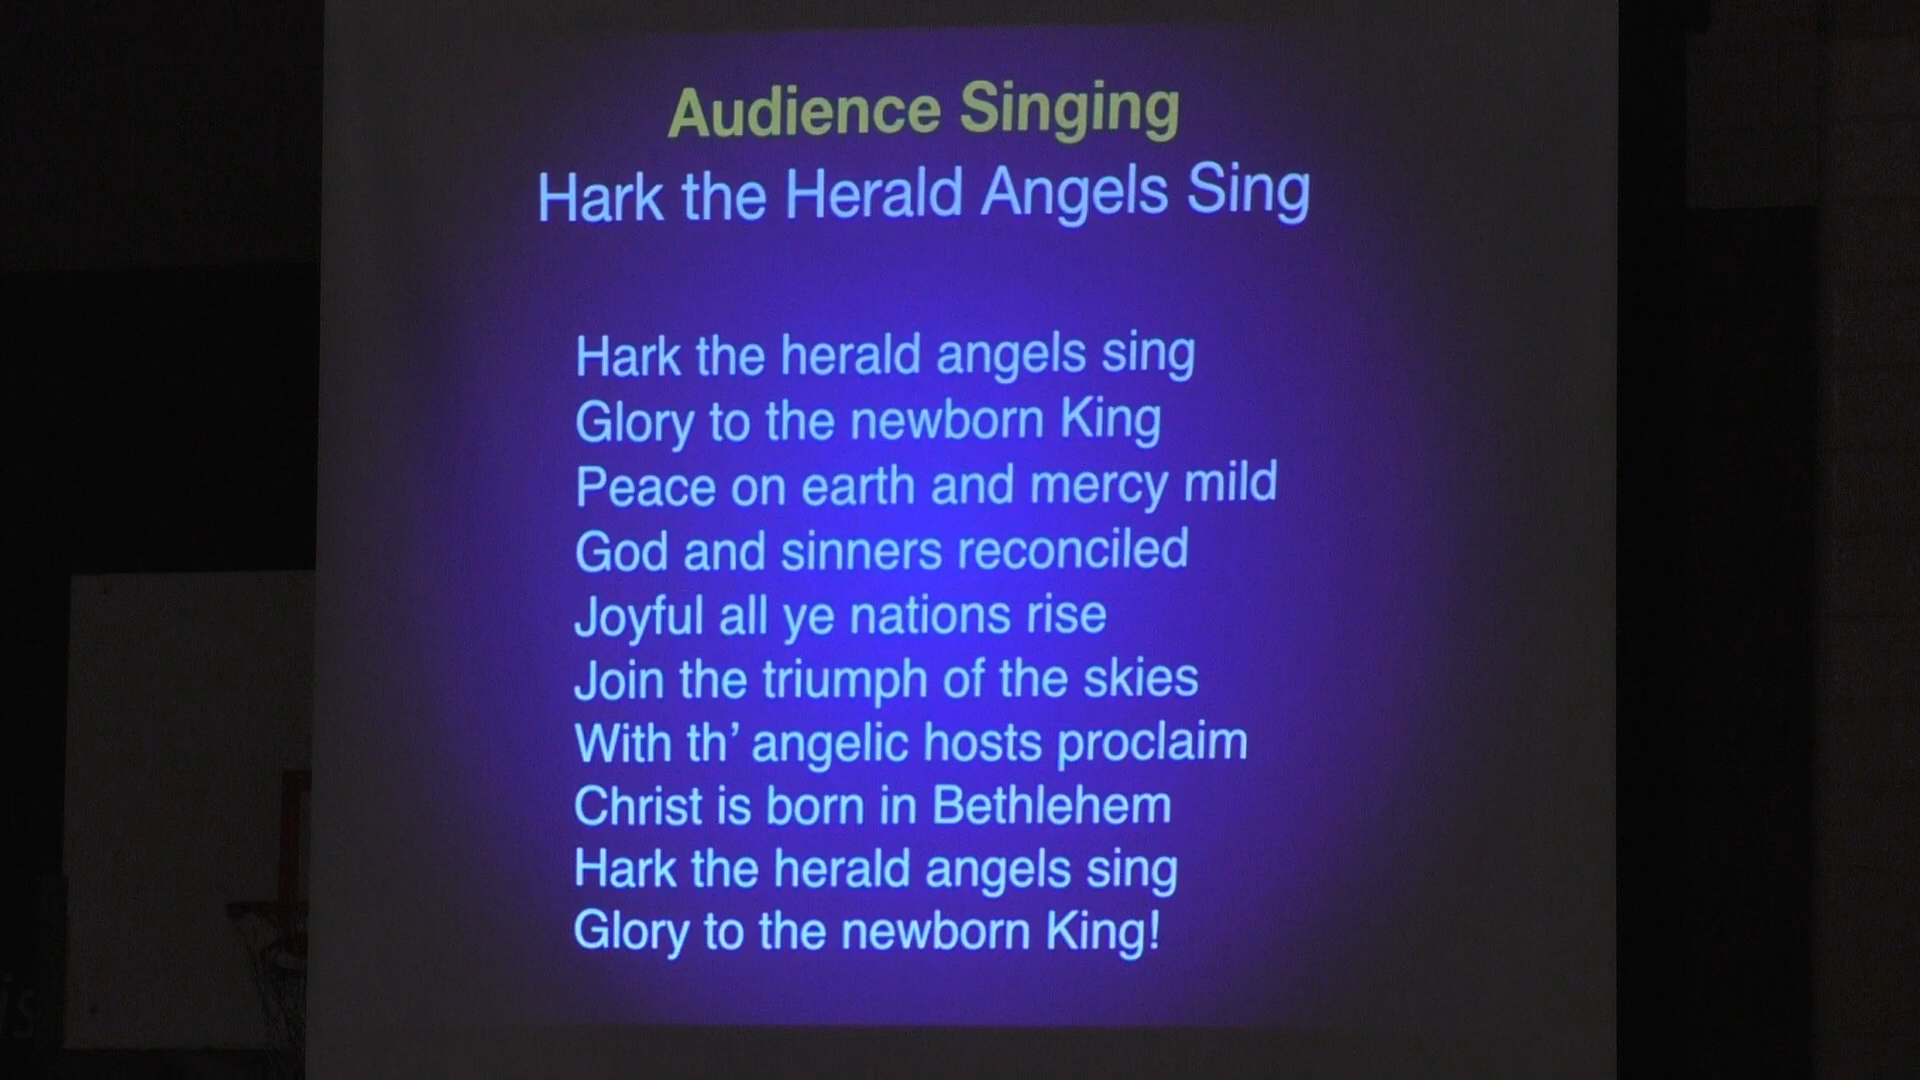 Audience Singing
Hark the Herald Angels Sing
Hark the herald angels sing
Glory to the newborn King
Peace on earth and mercy mild
God and sinners reconciled
Joyful all ye nations rise
Join the triumph of the skies
With th’ angelic hosts proclaim
Christ is born in Bethlehem
Hark the herald angels sing
Glory to the newborn King!